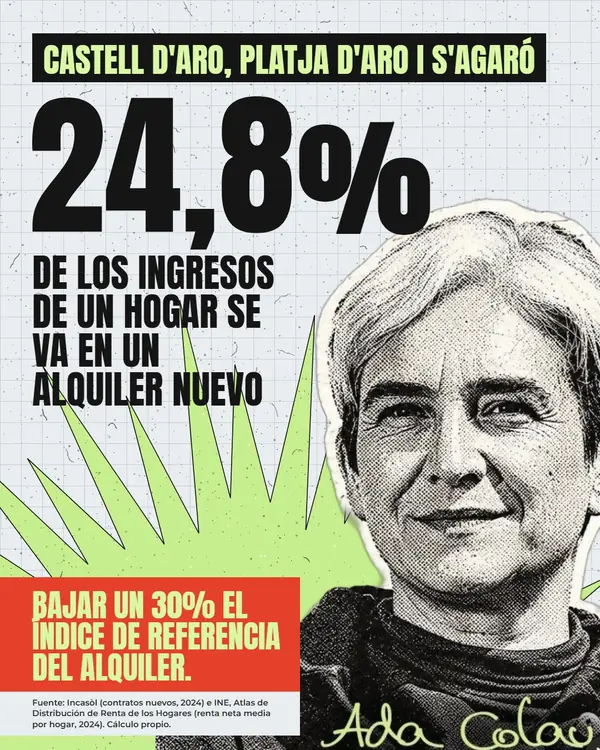 CASTELL D'ARO, PLATJA D'ARO I S'AGARÓ
24,8%
DE LOS INGRESOS
DE UN HOGAR SE
VA EN UN
ALQUILER NUEVO
BAJAR UN 30% EL
ÍNDICE DE REFERENCIA
DEL ALQUILER.
Fuente: Incasòl (contratos nuevos, 2024) e INE, Atlas de
Distribución de Renta de los Hogares (renta neta media
por hogar, 2024). Cálculo propio.
Ada Colau